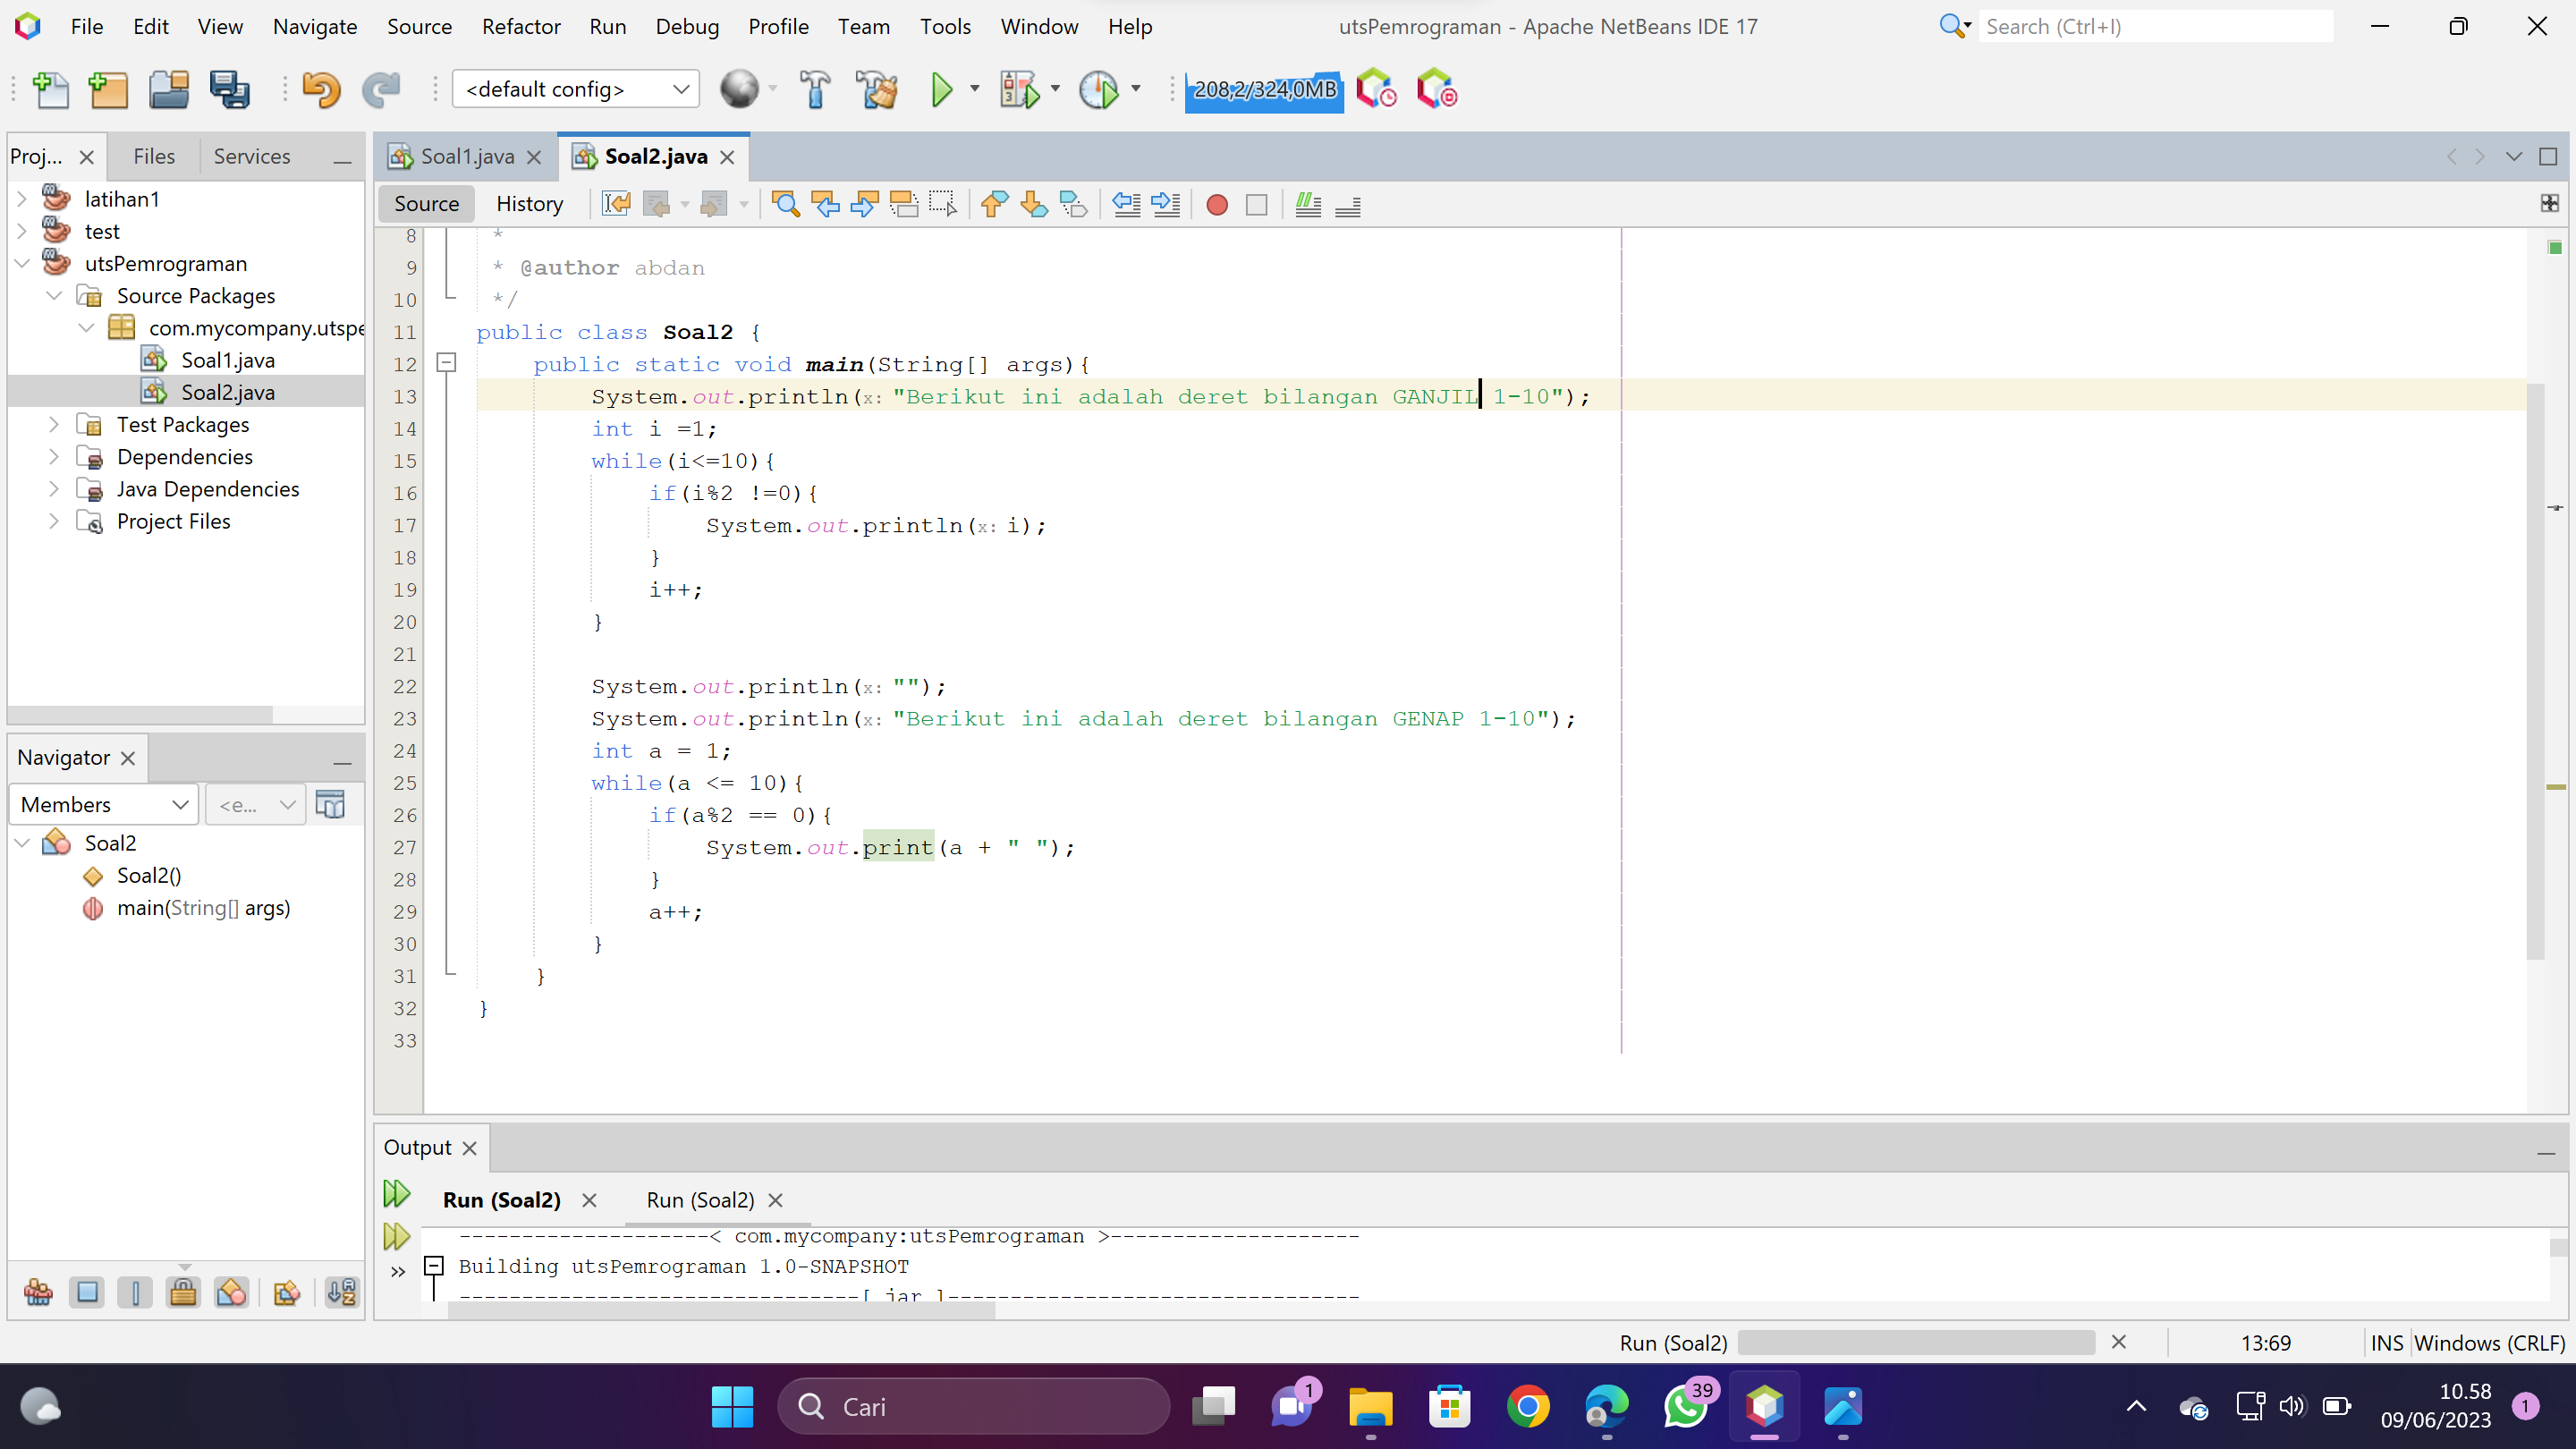 File Edit View Navigate Source Refactor Run Debug Profile Team Tools Window Help utsPemrograman - Apache NetBeans IDE 17 Search (Ctrl+I)
<default config> 208,2/324,0MB
Proj... Files Services
latihan1
test
utsPemrograman
Source Packages
com.mycompany.utspe
Soal1.java
Soal2.java
Test Packages
Dependencies
Java Dependencies
Project Files
Navigator
Members <e...
Soal2
Soal2()
main(String[] args)
Soal1.java Soal2.java
Source History
8 *
9 * @author abdan
10 */
11 public class Soal2 {
12 public static void main(String[] args){
13 System.out.println(x: "Berikut ini adalah deret bilangan GANJIL 1-10");
14 int i =1;
15 while(i<=10){
16 if(i%2 !=0){
17 System.out.println(x: i);
18 }
19 i++;
20 }
21
22 System.out.println(x: "");
23 System.out.println(x: "Berikut ini adalah deret bilangan GENAP 1-10");
24 int a = 1;
25 while(a <= 10){
26 if(a%2 == 0){
27 System.out.print(a + " ");
28 }
29 a++;
30 }
31 }
32 }
33
Output
Run (Soal2) Run (Soal2)
--------------------< com.mycompany:utsPemrograman >--------------------
Building utsPemrograman 1.0-SNAPSHOT
--------------------------------[ jar ]---------------------------------
Run (Soal2) 13:69 INS Windows (CRLF)
Cari 1 39 10.58
09/06/2023 1